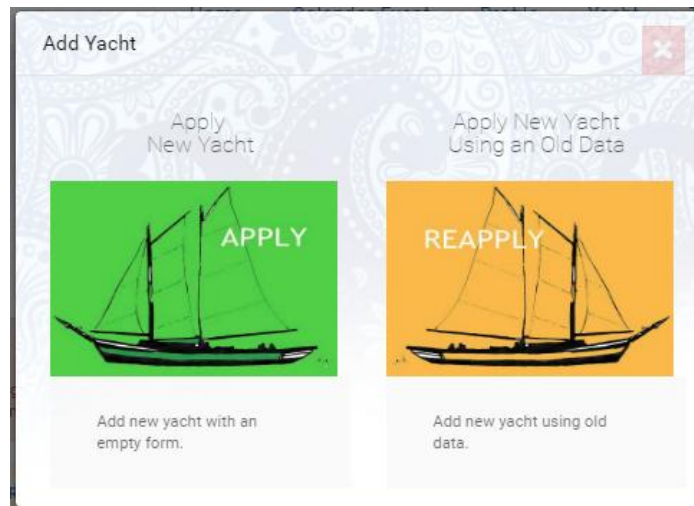 Add Yacht
Apply
New Yacht
Apply New Yacht
Using an Old Data
APPLY
REAPPLY
Add new yacht with an
empty form.
Add new yacht using old
data.